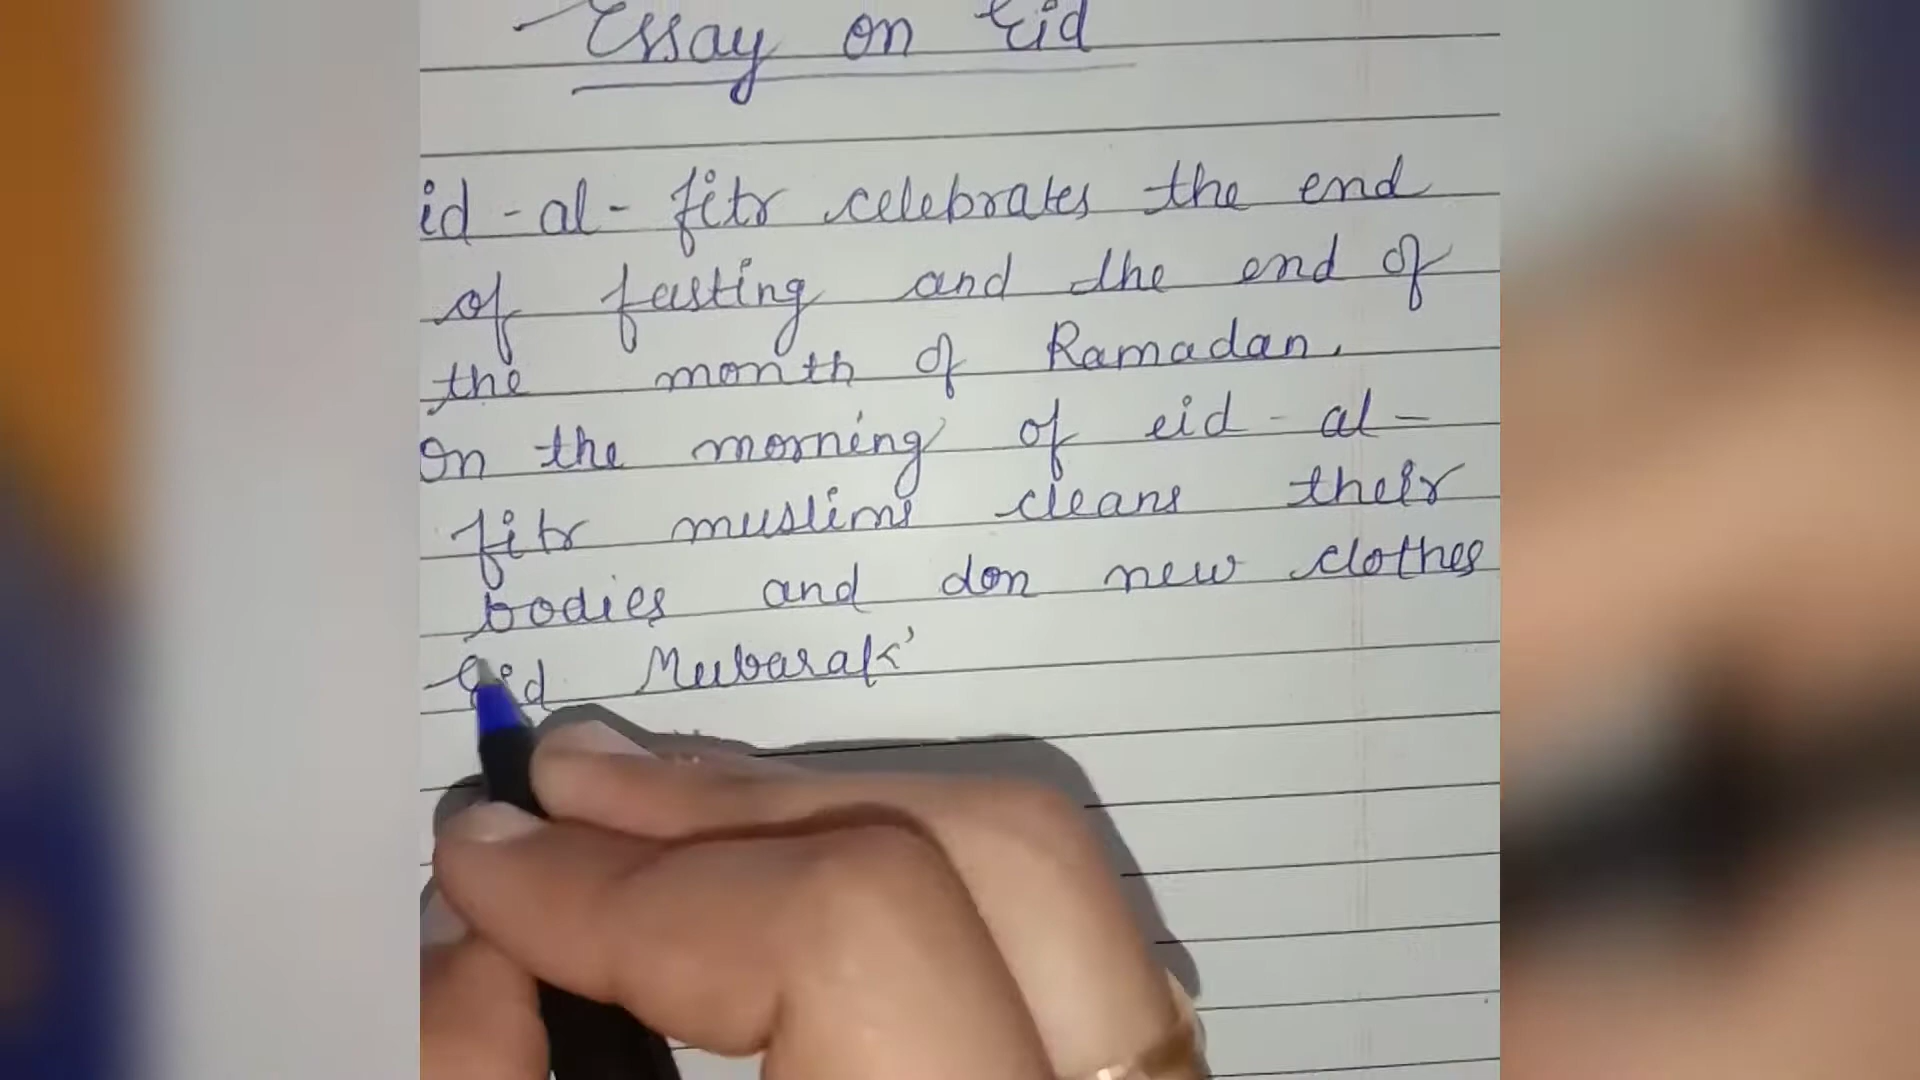 Essay on Eid
id-al-fitr celebrates the end
of fasting and the end of
the month of Ramadan.
On the morning of eid-al-
fitr muslims cleans their
bodies and don new clothes
Eid Mubarak'